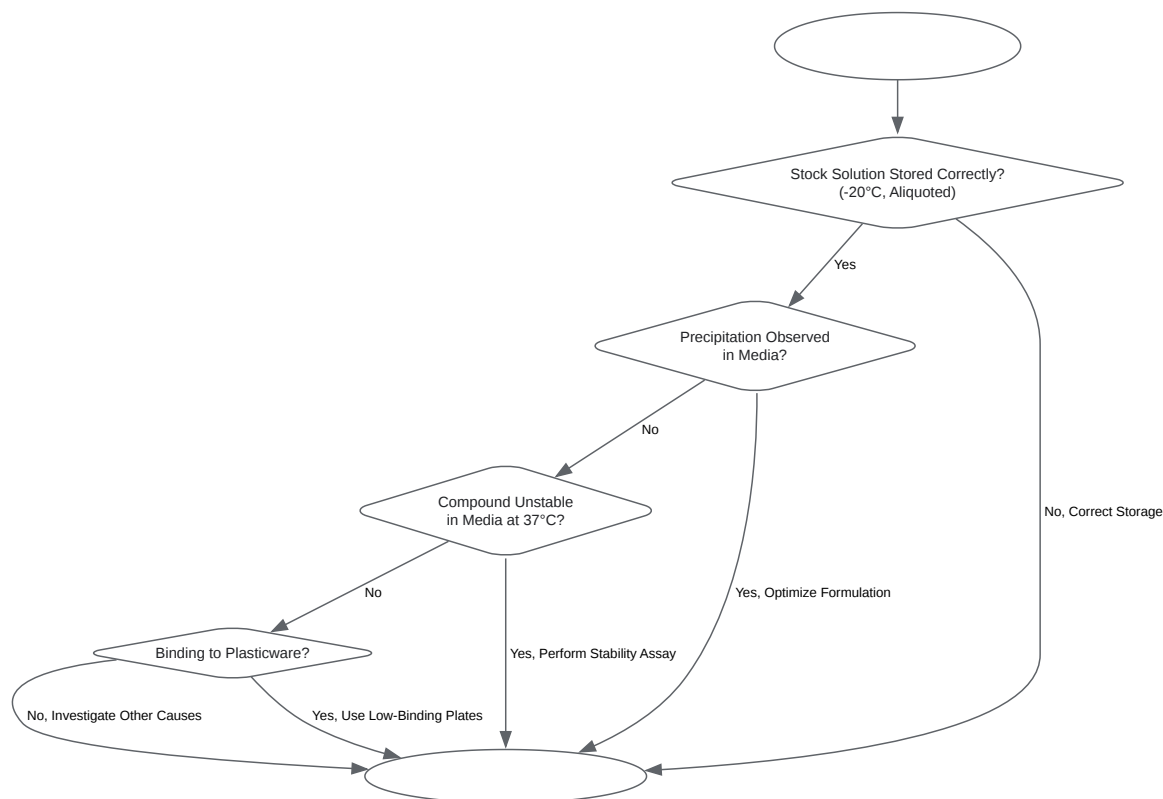 Stock Solution Stored Correctly?
(-20°C, Aliquoted)
Yes
Precipitation Observed
in Media?
No
Compound Unstable
in Media at 37°C?
No, Correct Storage
No
Yes, Optimize Formulation
Binding to Plasticware?
Yes, Perform Stability Assay
No, Investigate Other Causes
Yes, Use Low-Binding Plates